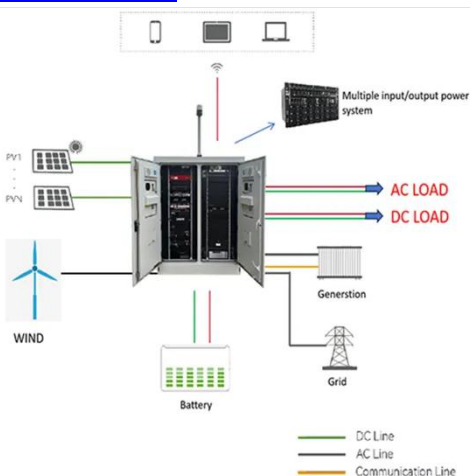 Multiple input/output power
system
PV1
PVN
AC LOAD
DC LOAD
Generstion
WIND
Grid
Battery
DC Line
AC Line
Communication Line